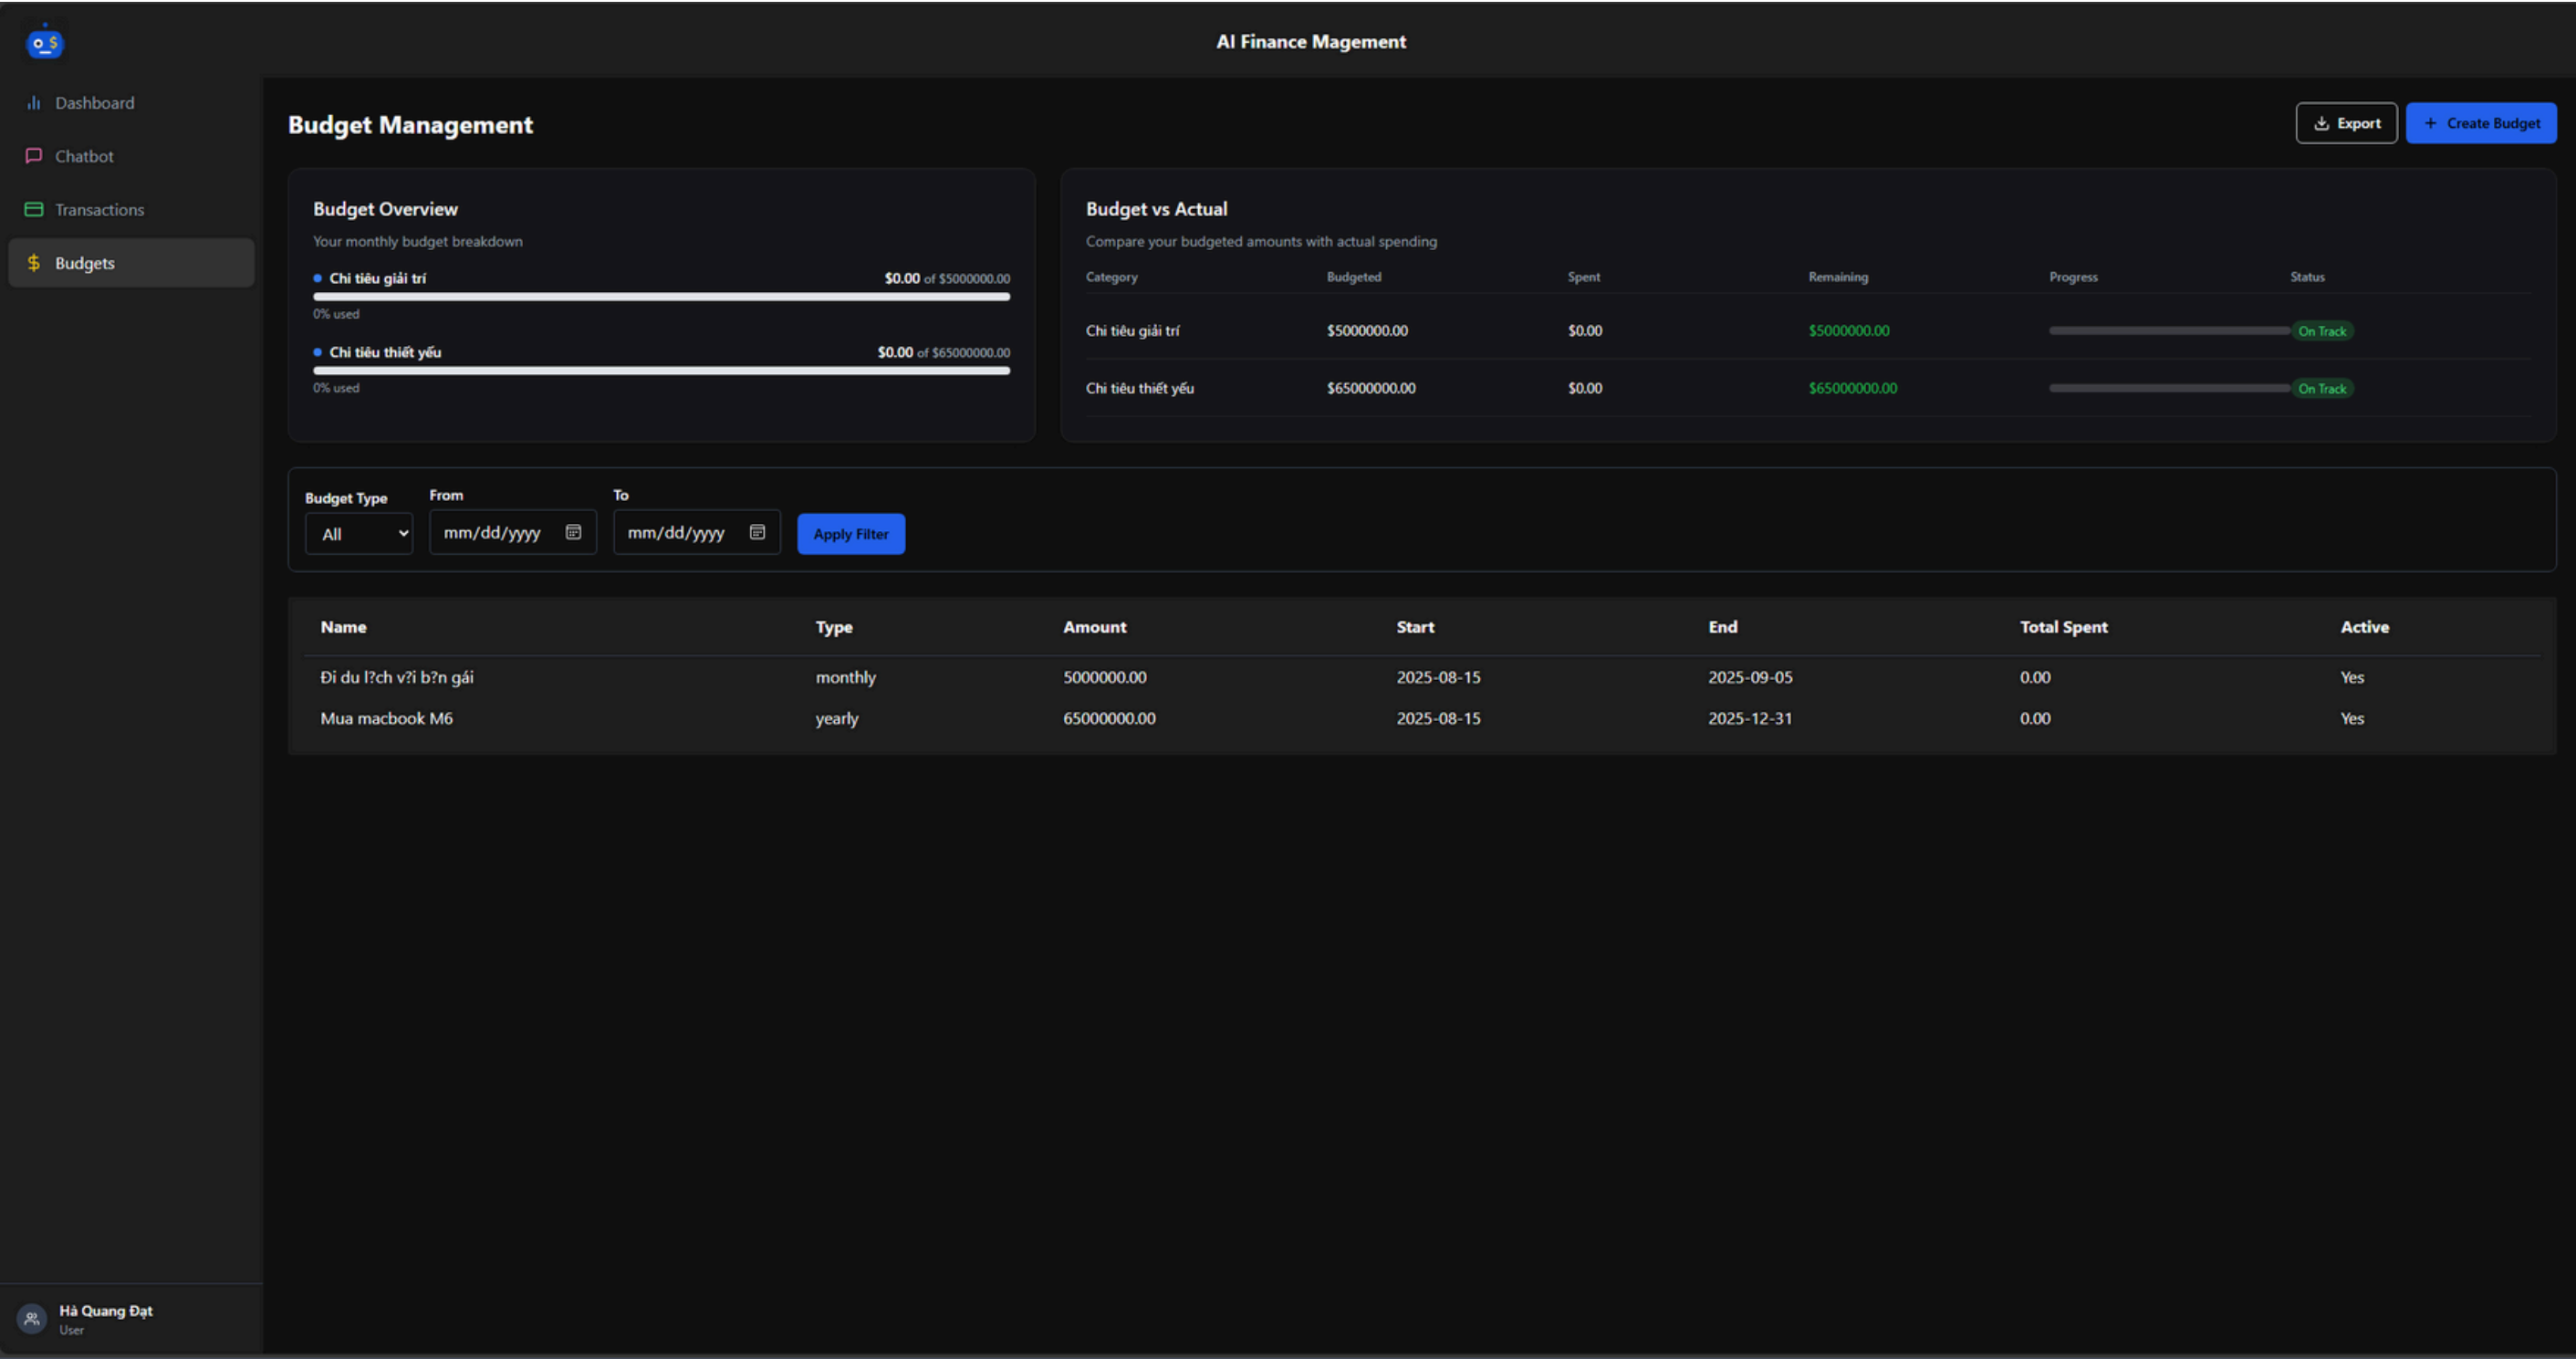 AI Finance Magement
Dashboard
Chatbot
Transactions
Budgets
Budget Management
Export
+ Create Budget
Budget Overview
Your monthly budget breakdown
Chi tiêu giải trí $0.00 of $5000000.00
0% used
Chi tiêu thiết yếu $0.00 of $65000000.00
0% used
Budget vs Actual
Compare your budgeted amounts with actual spending
Category Budgeted Spent Remaining Progress Status
Chi tiêu giải trí $5000000.00 $0.00 $5000000.00 On Track
Chi tiêu thiết yếu $65000000.00 $0.00 $65000000.00 On Track
Budget Type From To
All mm/dd/yyyy mm/dd/yyyy Apply Filter
Name Type Amount Start End Total Spent Active
Đi du l?ch v?i b?n gái monthly 5000000.00 2025-08-15 2025-09-05 0.00 Yes
Mua macbook M6 yearly 65000000.00 2025-08-15 2025-12-31 0.00 Yes
Hà Quang Đạt
User